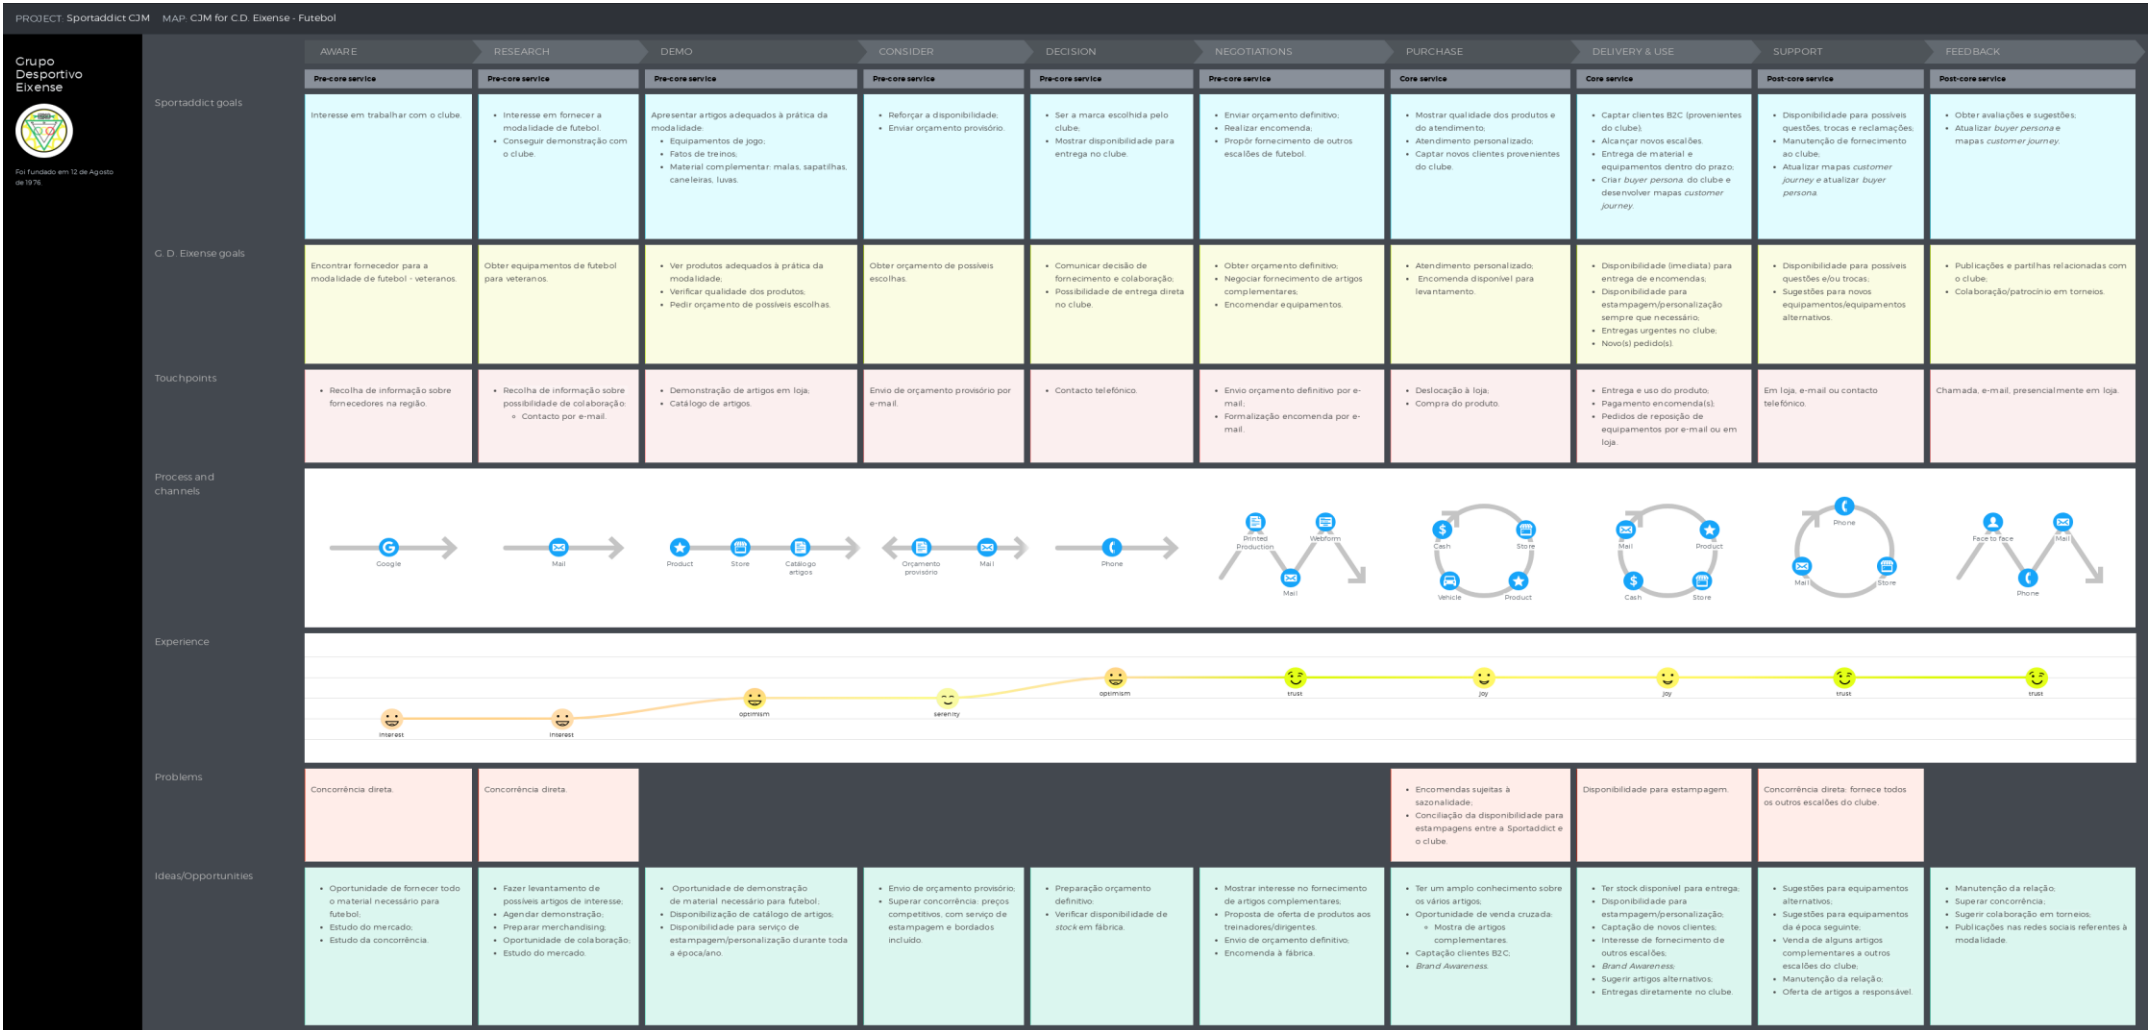 PROJECT: Sportaddict CJM MAP: CJM for C.D. Eixense - Futebol
Grupo
Desportivo
Eixense
Foi fundado em 12 de Agosto
de 1976.
AWARE
RESEARCH
DEMO
CONSIDER
DECISION
NEGOTIATIONS
PURCHASE
DELIVERY & USE
SUPPORT
FEEDBACK
Pre-core service
Pre-core service
Pre-core service
Pre-core service
Pre-core service
Pre-core service
Core service
Core service
Post-core service
Post-core service
Sportaddict goals
Interesse em trabalhar com o clube.
• Interesse em fornecer a
modalidade de futebol.
• Conseguir demonstração com
o clube.
Apresentar artigos adequados à prática da
modalidade:
• Equipamentos de jogo;
• Fatos de treinos;
• Material complementar: malas, sapatilhas,
caneleiras, luvas.
• Reforçar a disponibilidade;
• Enviar orçamento provisório.
• Ser a marca escolhida pelo
clube;
• Mostrar disponibilidade para
entrega no clube.
• Enviar orçamento definitivo;
• Realizar encomenda;
• Propôr fornecimento de outros
escalões de futebol.
• Mostrar qualidade dos produtos e
do atendimento;
• Atendimento personalizado;
• Captar novos clientes provenientes
do clube.
• Captar clientes B2C (provenientes
do clube);
• Alcançar novos escalões.
• Entrega de material e
equipamentos dentro do prazo;
• Criar buyer persona do clube e
desenvolver mapas customer
journey.
• Disponibilidade para possíveis
questões, trocas e reclamações;
• Manutenção de fornecimento
ao clube;
• Atualizar mapas customer
journey e atualizar buyer
persona.
• Obter avaliações e sugestões;
• Atualizar buyer persona e
mapas customer journey.
G. D. Eixense goals
Encontrar fornecedor para a
modalidade de futebol - veteranos.
Obter equipamentos de futebol
para veteranos.
• Ver produtos adequados à prática da
modalidade;
• Verificar qualidade dos produtos;
• Pedir orçamento de possíveis escolhas.
Obter orçamento de possíveis
escolhas.
• Comunicar decisão de
fornecimento e colaboração;
• Possibilidade de entrega direta
no clube.
• Obter orçamento definitivo;
• Negociar fornecimento de artigos
complementares;
• Encomendar equipamentos.
• Atendimento personalizado;
• Encomenda disponível para
levantamento.
• Disponibilidade (imediata) para
entrega de encomendas;
• Disponibilidade para
estampagem/personalização
sempre que necessário;
• Entregas urgentes no clube;
• Novo(s) pedido(s).
• Disponibilidade para possíveis
questões e/ou trocas;
• Sugestões para novos
equipamentos/equipamentos
alternativos.
• Publicações e partilhas relacionadas com
o clube;
• Colaboração/patrocínio em torneios.
Touchpoints
• Recolha de informação sobre
fornecedores na região.
• Recolha de informação sobre
possibilidade de colaboração:
◦ Contacto por e-mail.
• Demonstração de artigos em loja;
• Catálogo de artigos.
Envio de orçamento provisório por
e-mail.
• Contacto telefónico.
• Envio orçamento definitivo por e-
mail;
• Formalização encomenda por e-
mail.
• Deslocação à loja;
• Compra do produto.
• Entrega e uso do produto;
• Pagamento encomenda(s);
• Pedidos de reposição de
equipamentos por e-mail ou em
loja.
Em loja, e-mail ou contacto
telefónico.
Chamada, e-mail, presencialmente em loja.
Process and
channels
Google
Mail
Product
Store
Catálogo
artigos
Orçamento
provisório
Mail
Phone
Printed
Production
Webform
Mail
Cash
Store
Vehicle
Product
Mail
Product
Cash
Store
Phone
Mail
Store
Face to face
Mail
Phone
Experience
interest
interest
optimism
serenity
optimism
trust
joy
joy
trust
trust
Problems
Concorrência direta.
Concorrência direta.
• Encomendas sujeitas à
sazonalidade;
• Conciliação da disponibilidade para
estampagens entre a Sportaddict e
o clube.
Disponibilidade para estampagem.
Concorrência direta: fornece todos
os outros escalões do clube.
Ideas/Opportunities
• Oportunidade de fornecer todo
o material necessário para
futebol;
• Estudo do mercado;
• Estudo da concorrência.
• Fazer levantamento de
possíveis artigos de interesse;
• Agendar demonstração;
• Preparar merchandising;
• Oportunidade de colaboração;
• Estudo do mercado.
• Oportunidade de demonstração
de material necessário para futebol;
• Disponibilização de catálogo de artigos;
• Disponibilidade para serviço de
estampagem/personalização durante toda
a época/ano.
• Envio de orçamento provisório;
• Superar concorrência: preços
competitivos, com serviço de
estampagem e bordados
incluído.
• Preparação orçamento
definitivo;
• Verificar disponibilidade de
stock em fábrica.
• Mostrar interesse no fornecimento
de artigos complementares;
• Proposta de oferta de produtos aos
treinadores/dirigentes.
• Envio de orçamento definitivo;
• Encomenda à fábrica.
• Ter um amplo conhecimento sobre
os vários artigos;
• Oportunidade de venda cruzada:
◦ Mostra de artigos
complementares.
• Captação clientes B2C;
• Brand Awareness.
• Ter stock disponível para entrega;
• Disponibilidade para
estampagem/personalização;
• Captação de novos clientes;
• Interesse de fornecimento de
outros escalões;
• Brand Awareness;
• Sugerir artigos alternativos;
• Entregas diretamente no clube.
• Sugestões para equipamentos
alternativos;
• Sugestões para equipamentos
da época seguinte;
• Venda de alguns artigos
complementares a outros
escalões do clube;
• Manutenção da relação;
• Oferta de artigos a responsável.
• Manutenção da relação;
• Superar concorrência;
• Sugerir colaboração em torneios;
• Publicações nas redes sociais referentes à
modalidade.